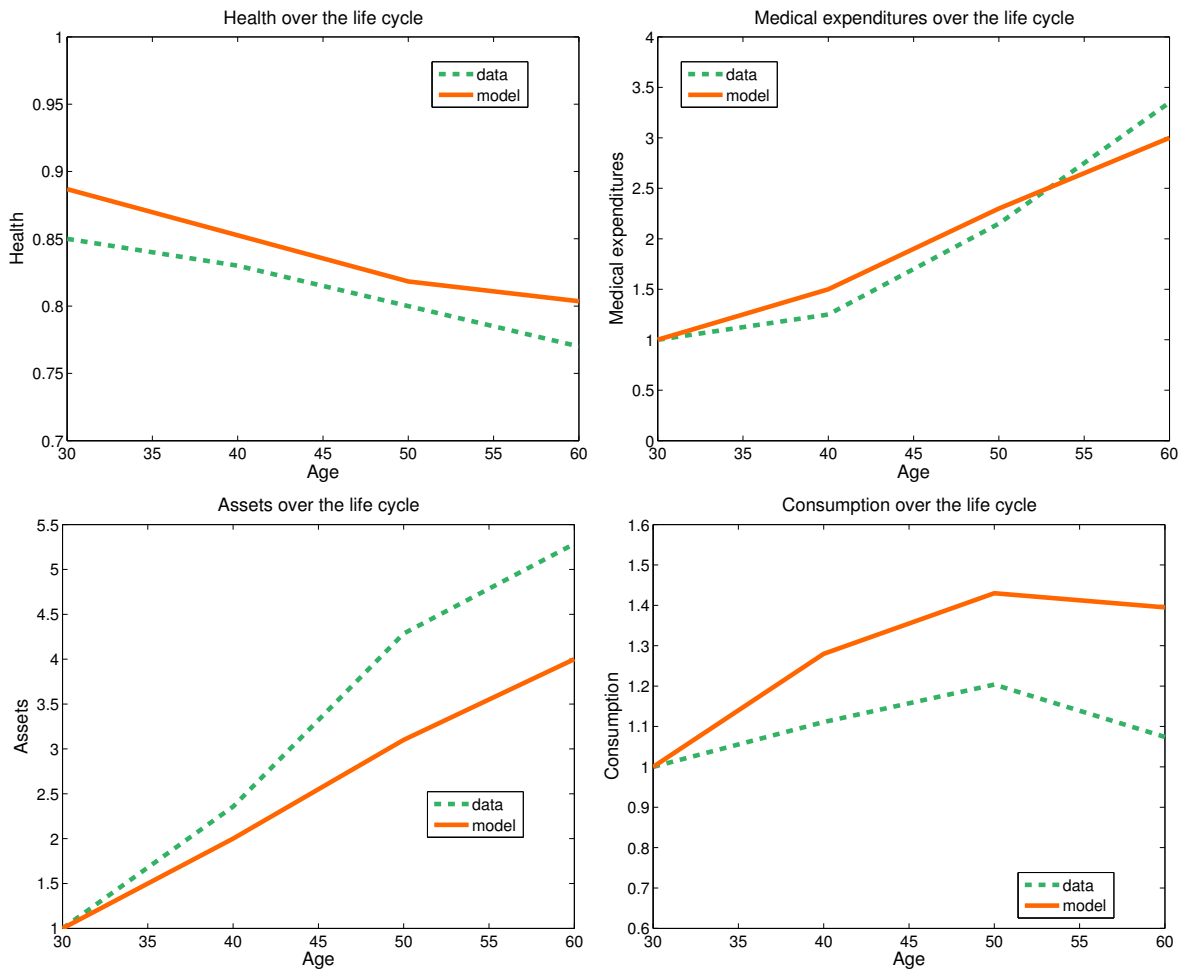 Health over the life cycle
1
0.95
0.9
0.85
0.8
0.75
0.7
Health
data
model
30 35 40 45 50 55 60
Age
Medical expenditures over the life cycle
4
3.5
3
2.5
2
1.5
1
0.5
0
Medical expenditures
data
model
30 35 40 45 50 55 60
Age
Assets over the life cycle
5.5
5
4.5
4
3.5
3
2.5
2
1.5
1
Assets
data
model
30 35 40 45 50 55 60
Age
Consumption over the life cycle
1.6
1.5
1.4
1.3
1.2
1.1
1
0.9
0.8
0.7
0.6
Consumption
data
model
30 35 40 45 50 55 60
Age